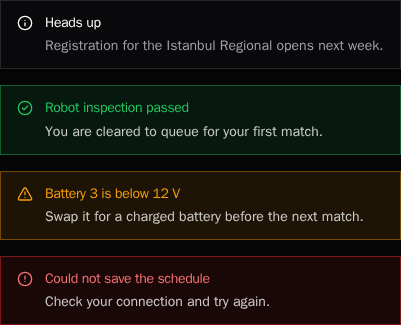 Heads up
Registration for the Istanbul Regional opens next week.
Robot inspection passed
You are cleared to queue for your first match.
Battery 3 is below 12 V
Swap it for a charged battery before the next match.
Could not save the schedule
Check your connection and try again.